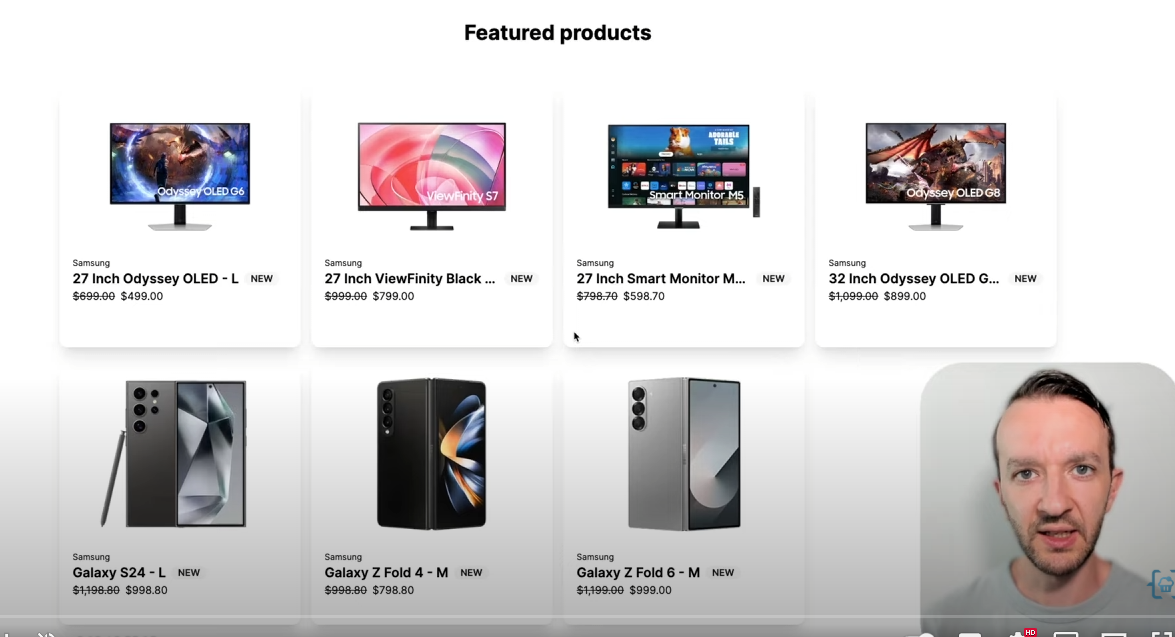 Featured products
Odyssey OLED G6
ViewFinity S7
ADORABLE
TAILS
Smart Monitor M5
Odyssey OLED G8
Samsung
27 Inch Odyssey OLED - L NEW
$699.00 $499.00
Samsung
27 Inch ViewFinity Black ... NEW
$999.00 $799.00
Samsung
27 Inch Smart Monitor M... NEW
$798.70 $598.70
Samsung
32 Inch Odyssey OLED G... NEW
$1,099.00 $899.00
Samsung
Galaxy S24 - L NEW
$1,198.80 $998.80
Samsung
Galaxy Z Fold 4 - M NEW
$998.80 $798.80
Samsung
Galaxy Z Fold 6 - M NEW
$1,199.00 $999.00
HD